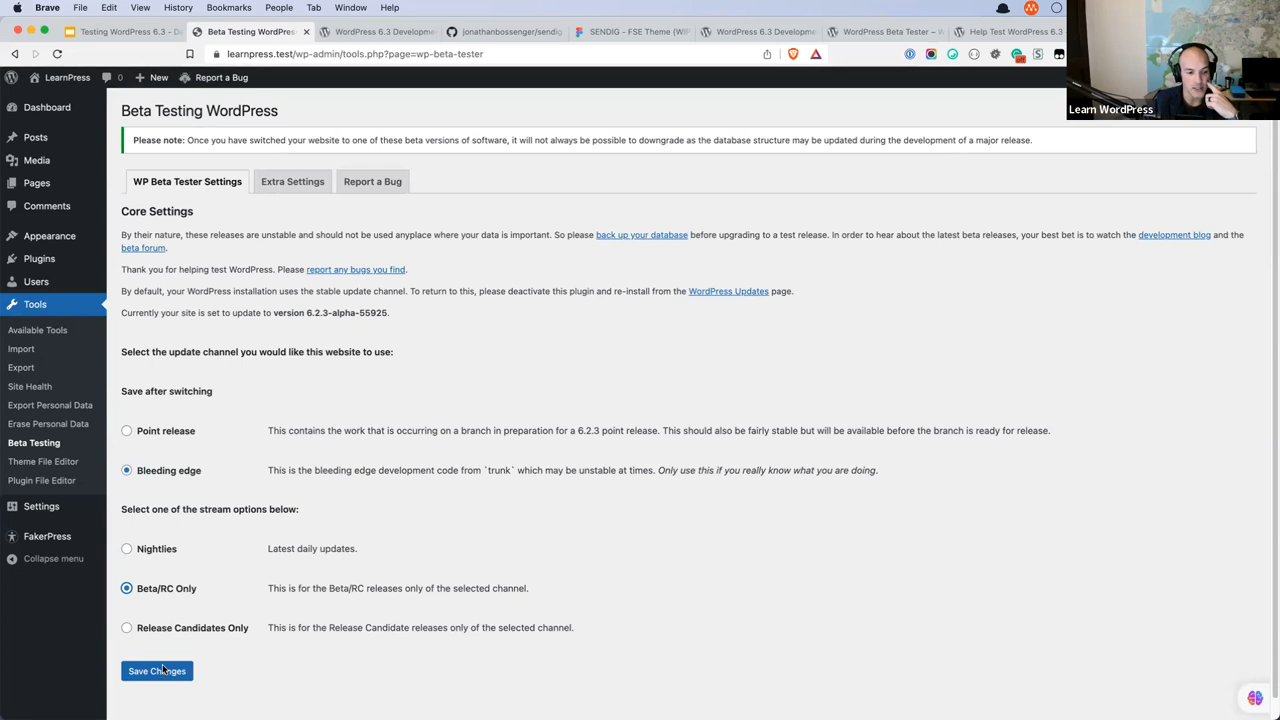 Brave File Edit View History Bookmarks People Tab Window Help
Testing WordPress 6.3 - D
Beta Testing WordPres
WordPress 6.3 Developme
jonathanbossenger/sendig
SENDIG - FSE Theme (WIP
WordPress 6.3 Developme
WordPress Beta Tester – W
Help Test WordPress 6.3
learnpress.test/wp-admin/tools.php?page=wp-beta-tester
Learn WordPress
LearnPress 0 New Report a Bug
Dashboard
Posts
Media
Pages
Comments
Appearance
Plugins
Users
Tools
Available Tools
Import
Export
Site Health
Export Personal Data
Erase Personal Data
Beta Testing
Theme File Editor
Plugin File Editor
Settings
FakerPress
Collapse menu
Beta Testing WordPress
Please note: Once you have switched your website to one of these beta versions of software, it will not always be possible to downgrade as the database structure may be updated during the development of a major release.
WP Beta Tester Settings Extra Settings Report a Bug
Core Settings
By their nature, these releases are unstable and should not be used anyplace where your data is important. So please back up your database before upgrading to a test release. In order to hear about the latest beta releases, your best bet is to watch the development blog and the
beta forum.
Thank you for helping test WordPress. Please report any bugs you find.
By default, your WordPress installation uses the stable update channel. To return to this, please deactivate this plugin and re-install from the WordPress Updates page.
Currently your site is set to update to version 6.2.3-alpha-55925.
Select the update channel you would like this website to use:
Save after switching
Point release This contains the work that is occurring on a branch in preparation for a 6.2.3 point release. This should also be fairly stable but will be available before the branch is ready for release.
Bleeding edge This is the bleeding edge development code from `trunk` which may be unstable at times. Only use this if you really know what you are doing.
Select one of the stream options below:
Nightlies Latest daily updates.
Beta/RC Only This is for the Beta/RC releases only of the selected channel.
Release Candidates Only This is for the Release Candidate releases only of the selected channel.
Save Changes